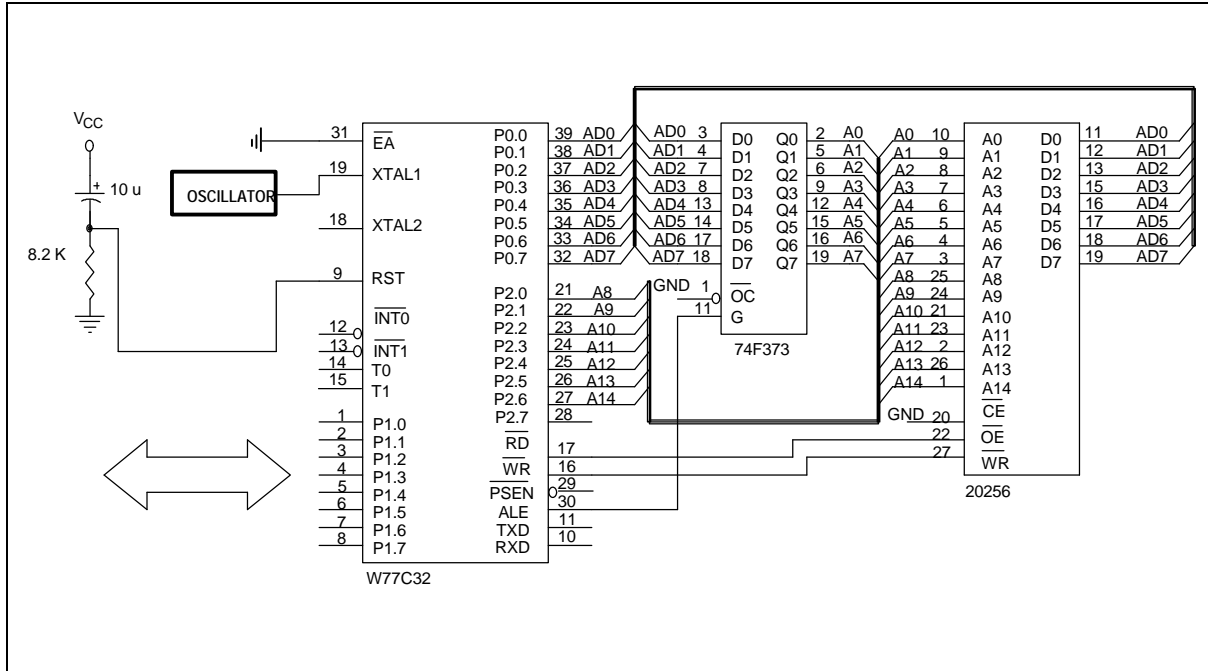 VCC
10 u
8.2 K
OSCILLATOR
31 EA
19 XTAL1
18 XTAL2
9 RST
12 INT0
13 INT1
14 T0
15 T1
1 P1.0
2 P1.1
3 P1.2
4 P1.3
5 P1.4
6 P1.5
7 P1.6
8 P1.7
P0.0 39 AD0
P0.1 38 AD1
P0.2 37 AD2
P0.3 36 AD3
P0.4 35 AD4
P0.5 34 AD5
P0.6 33 AD6
P0.7 32 AD7
P2.0 21 A8
P2.1 22 A9
P2.2 23 A10
P2.3 24 A11
P2.4 25 A12
P2.5 26 A13
P2.6 27 A14
P2.7 28
RD 17
WR 16
PSEN 29
ALE 30
TXD 11
RXD 10
W77C32
AD0 3 D0 Q0 2 A0
AD1 4 D1 Q1 5 A1
AD2 7 D2 Q2 6 A2
AD3 8 D3 Q3 9 A3
AD4 13 D4 Q4 12 A4
AD5 14 D5 Q5 15 A5
AD6 17 D6 Q6 16 A6
AD7 18 D7 Q7 19 A7
GND 1 OC
11 G
74F373
A0 10 A0 D0 11 AD0
A1 9 A1 D1 12 AD1
A2 8 A2 D2 13 AD2
A3 7 A3 D3 15 AD3
A4 6 A4 D4 16 AD4
A5 5 A5 D5 17 AD5
A6 4 A6 D6 18 AD6
A7 3 A7 D7 19 AD7
A8 25 A8
A9 24 A9
A10 21 A10
A11 23 A11
A12 2 A12
A13 26 A13
A14 1 A14
GND 20 CE
22 OE
27 WR
20256